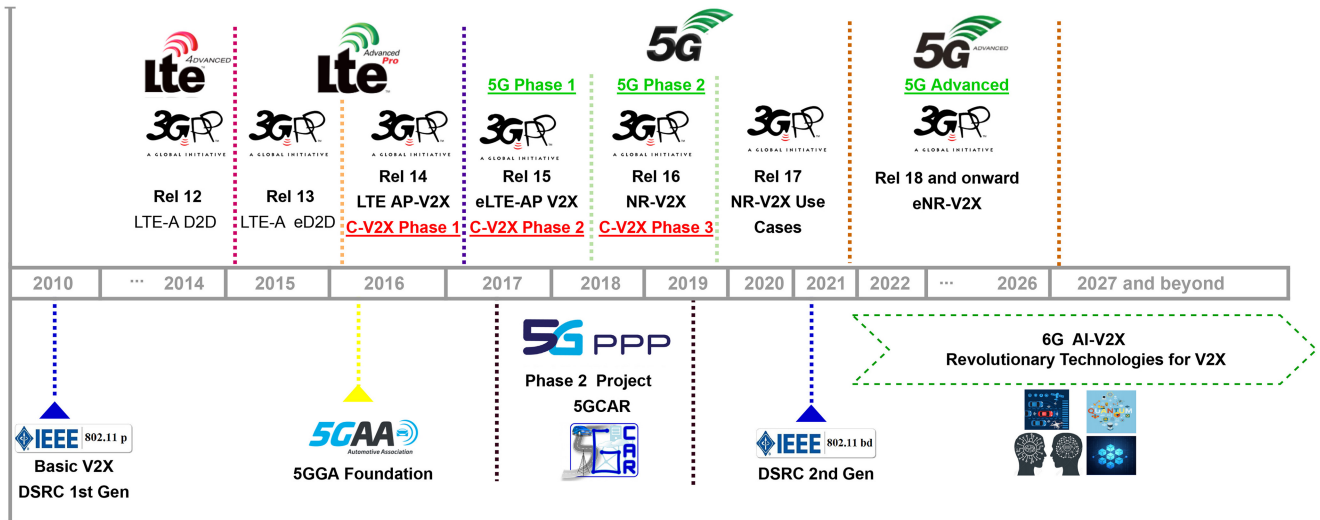 4DVANCED
Lte
Advanced
Pro
Lte
5G
5G ADVANCED
5G Phase 1
5G Phase 2
5G Advanced
3GPP
A GLOBAL INITIATIVE
3GPP
A GLOBAL INITIATIVE
3GPP
A GLOBAL INITIATIVE
3GPP
A GLOBAL INITIATIVE
3GPP
A GLOBAL INITIATIVE
3GPP
A GLOBAL INITIATIVE
3GPP
A GLOBAL INITIATIVE
Rel 12
LTE-A D2D
Rel 13
LTE-A eD2D
Rel 14
LTE AP-V2X
C-V2X Phase 1
Rel 15
eLTE-AP V2X
C-V2X Phase 2
Rel 16
NR-V2X
C-V2X Phase 3
Rel 17
NR-V2X Use
Cases
Rel 18 and onward
eNR-V2X
2010 ... 2014 2015 2016 2017 2018 2019 2020 2021 2022 ... 2026 2027 and beyond
IEEE 802.11 p
Basic V2X
DSRC 1st Gen
5GAA
Automotive Association
5GGA Foundation
5G PPP
Phase 2 Project
5GCAR
5G CAR
IEEE 802.11 bd
DSRC 2nd Gen
6G AI-V2X
Revolutionary Technologies for V2X
QUANTUM